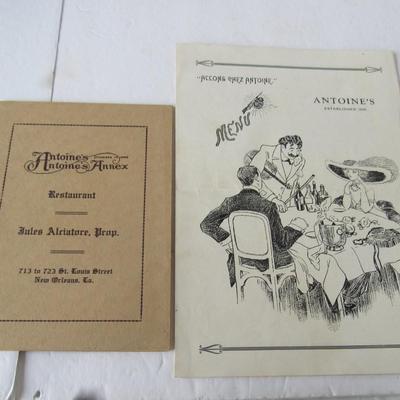 Antoine's
Antoine's Annex
Restaurant
Jules Alciatore, Prop.
713 to 723 St. Louis Street
New Orleans, La.
"ALLONS CHEZ ANTOINE."
MENU
ANTOINE'S
ESTABLISHED 1840